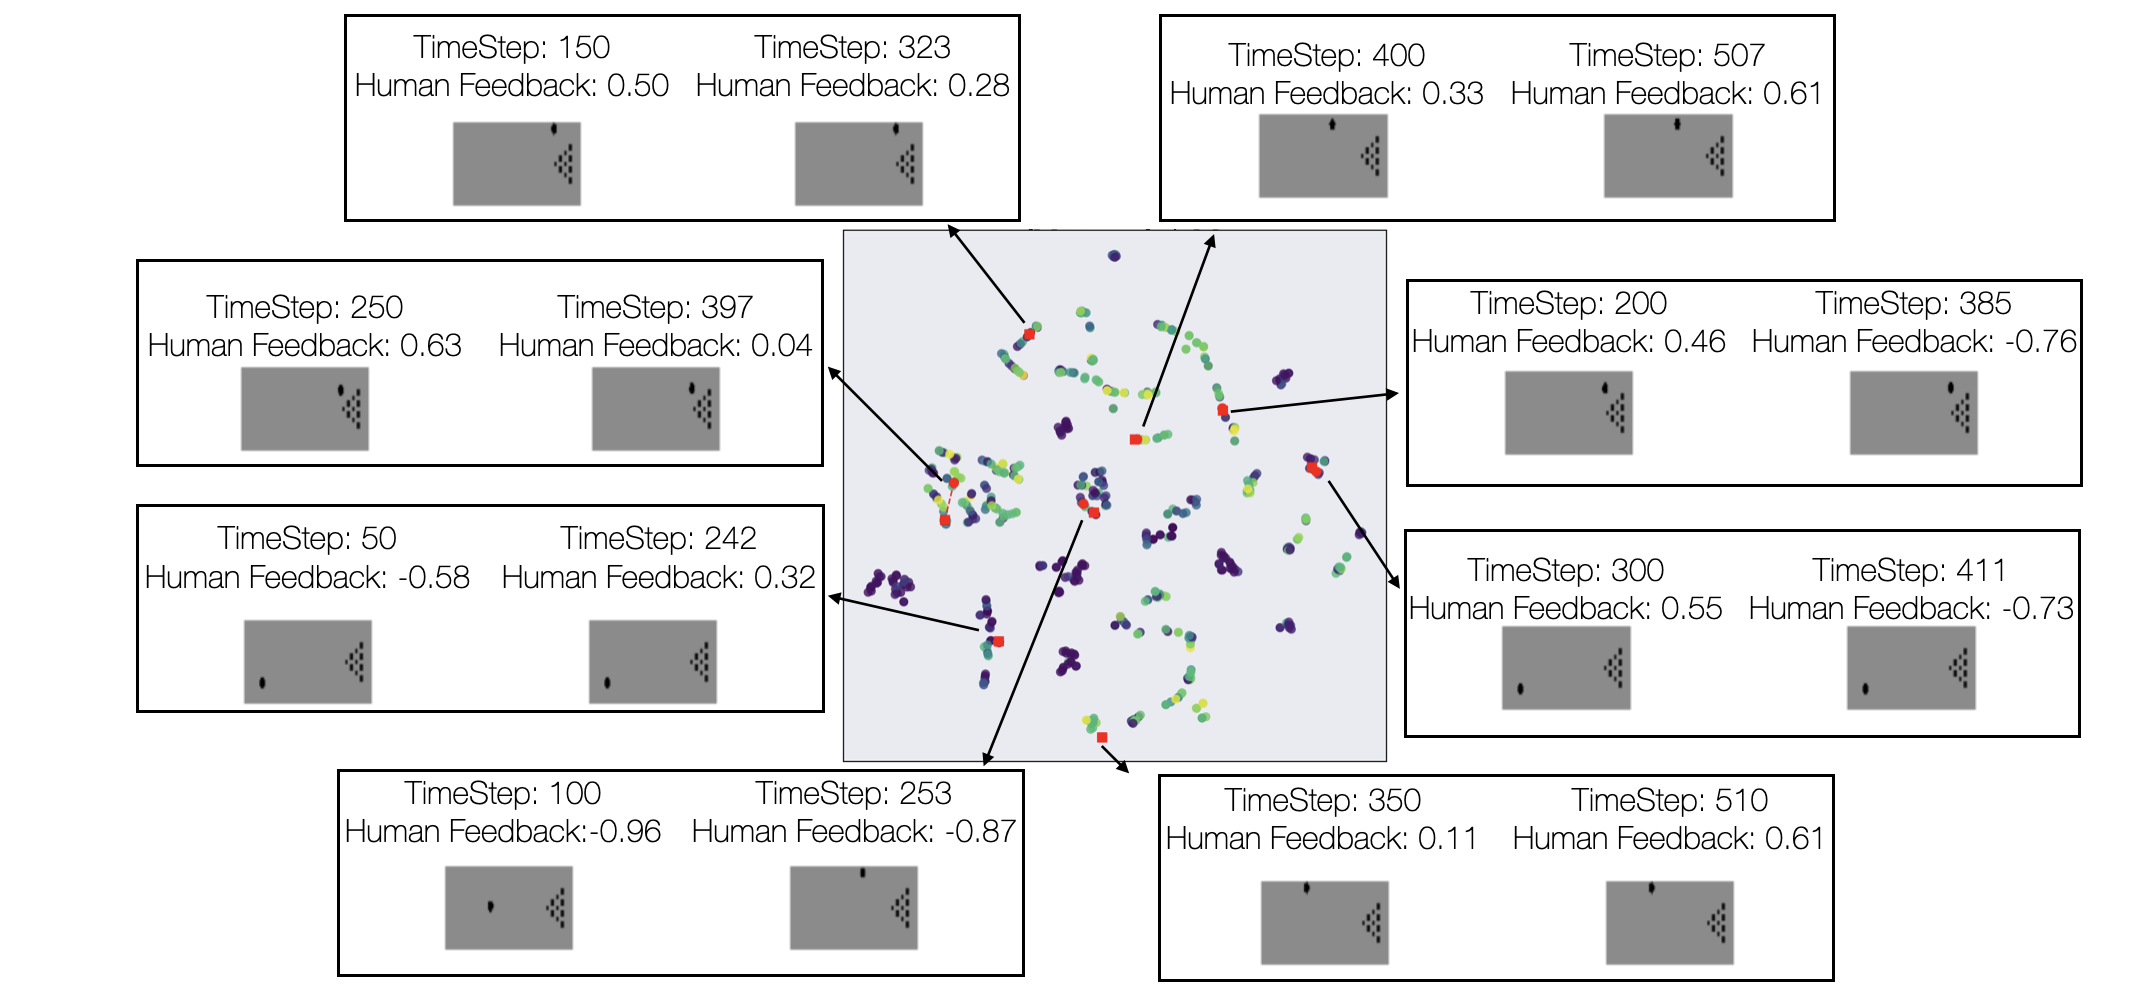 TimeStep: 150 TimeStep: 323
Human Feedback: 0.50 Human Feedback: 0.28
TimeStep: 400 TimeStep: 507
Human Feedback: 0.33 Human Feedback: 0.61
TimeStep: 250 TimeStep: 397
Human Feedback: 0.63 Human Feedback: 0.04
TimeStep: 200 TimeStep: 385
Human Feedback: 0.46 Human Feedback: -0.76
TimeStep: 50 TimeStep: 242
Human Feedback: -0.58 Human Feedback: 0.32
TimeStep: 300 TimeStep: 411
Human Feedback: 0.55 Human Feedback: -0.73
TimeStep: 100 TimeStep: 253
Human Feedback:-0.96 Human Feedback: -0.87
TimeStep: 350 TimeStep: 510
Human Feedback: 0.11 Human Feedback: 0.61